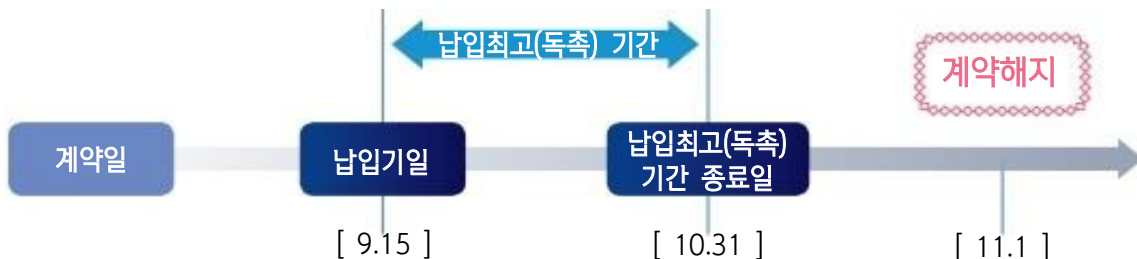 납입최고(독촉) 기간
계약해지
계약일
납입기일
납입최고(독촉)
기간 종료일
[ 9.15 ]
[ 10.31 ]
[ 11.1 ]